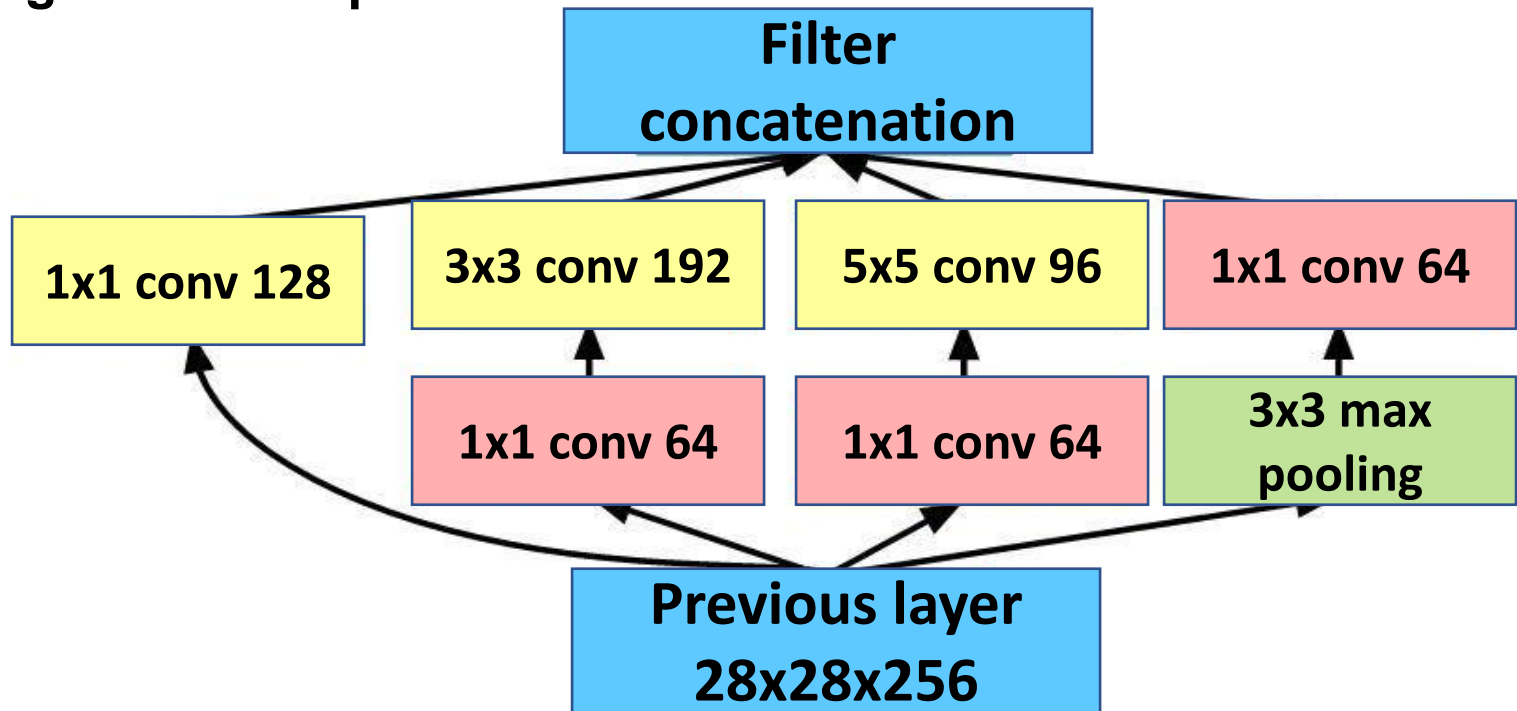 Filter
concatenation
1x1 conv 128
3x3 conv 192
5x5 conv 96
1x1 conv 64
1x1 conv 64
1x1 conv 64
3x3 max
pooling
Previous layer
28x28x256